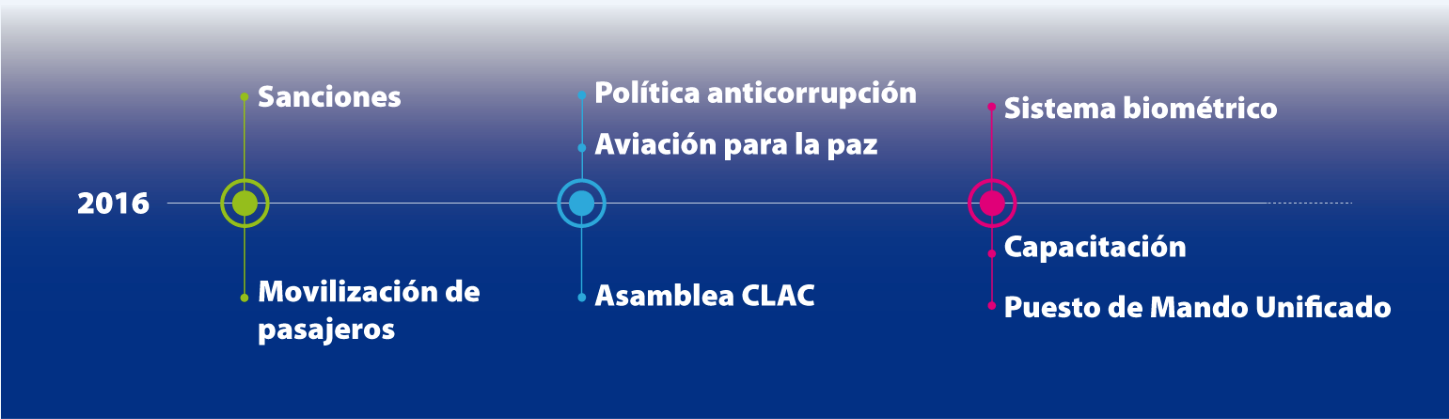 2016
Sanciones
Movilización de
pasajeros
Política anticorrupción
Aviación para la paz
Asamblea CLAC
Sistema biométrico
Capacitación
Puesto de Mando Unificado